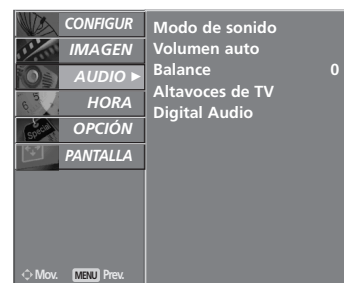 CONFIGUR
IMAGEN
AUDIO ►
HORA
OPCIÓN
PANTALLA
Modo de sonido
Volumen auto
Balance 0
Altavoces de TV
Digital Audio
Mov. MENU Prev.